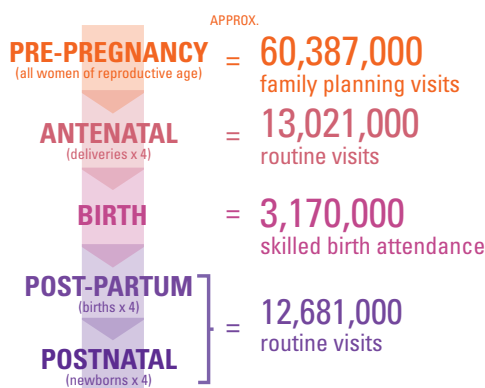 APPROX.
PRE-PREGNANCY = 60,387,000
(all women of reproductive age) family planning visits
ANTENATAL = 13,021,000
(deliveries x 4) routine visits
BIRTH = 3,170,000
skilled birth attendance
POST-PARTUM
(births x 4)
= 12,681,000
routine visits
POSTNATAL
(newborns x 4)